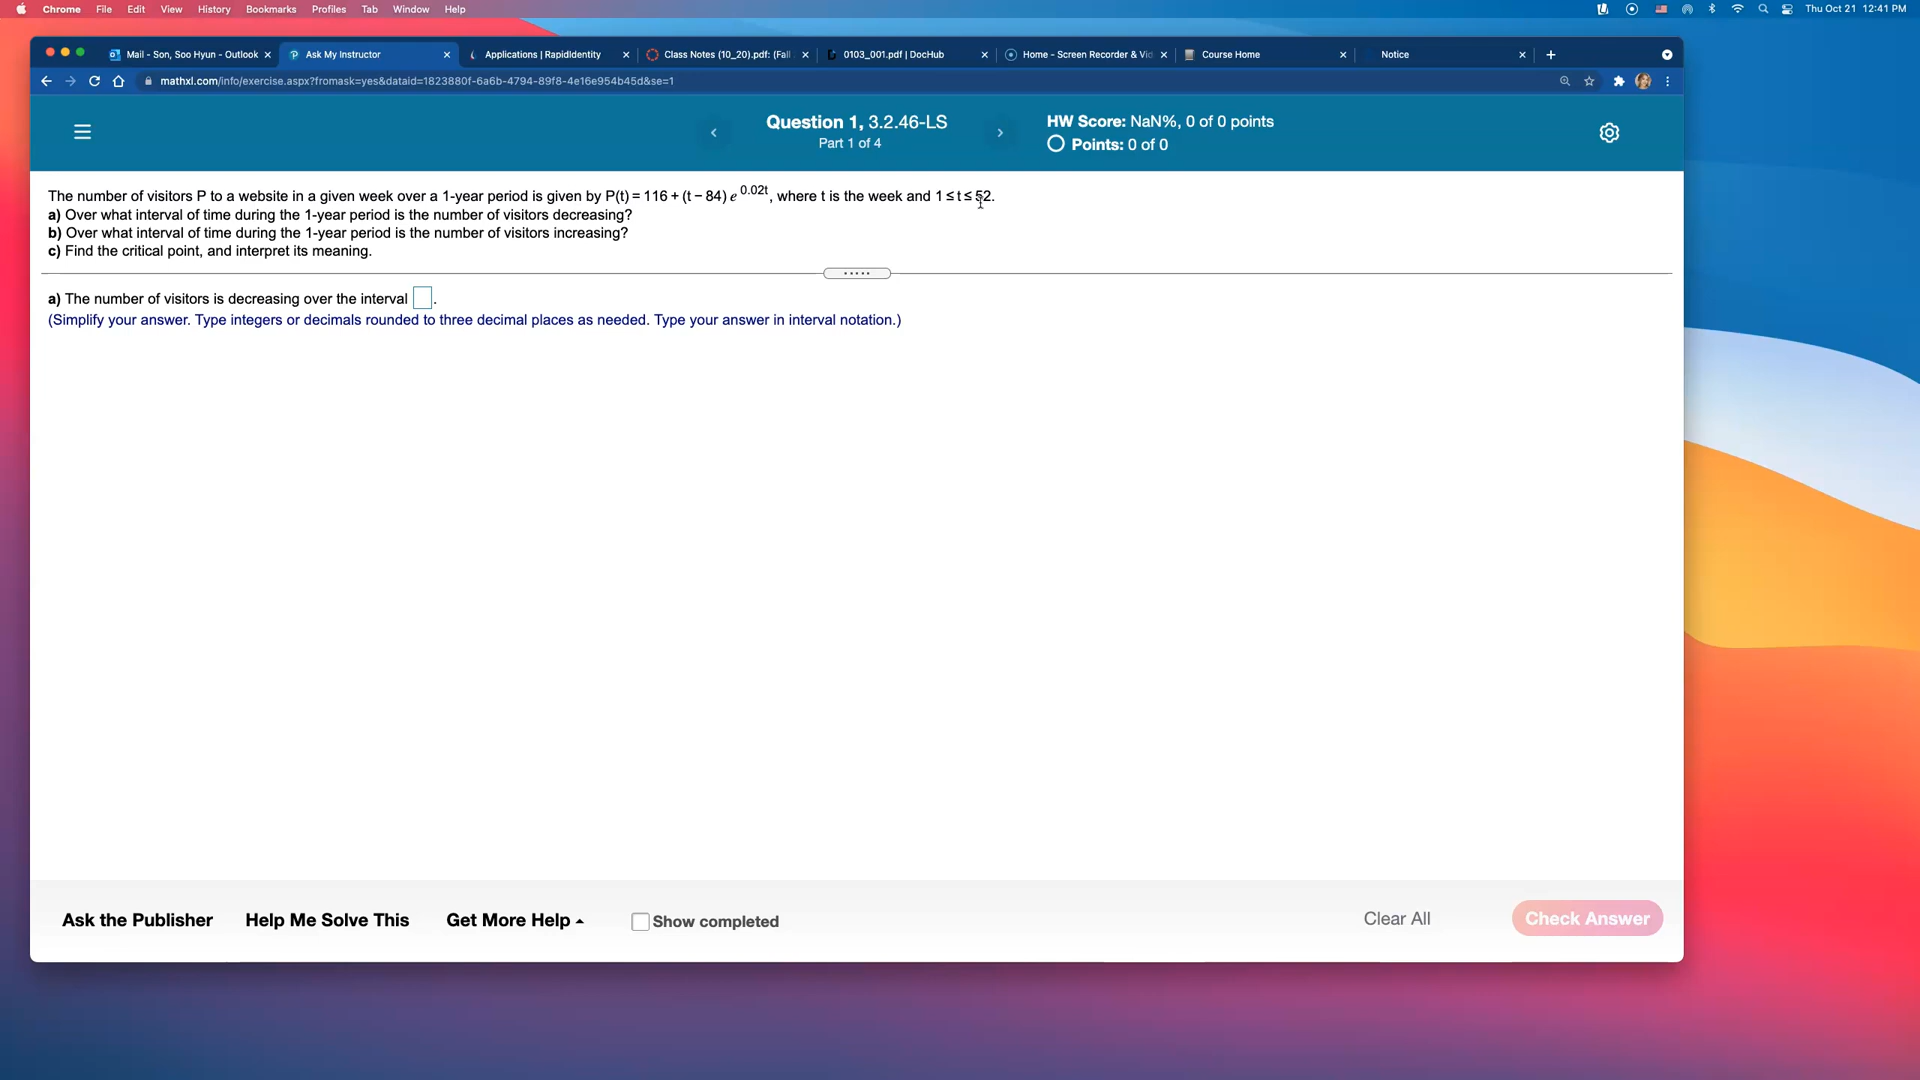 Chrome File Edit View History Bookmarks Profiles Tab Window Help Thu Oct 21 12:41 PM
Mail - Son, Soo Hyun - Outlook Ask My Instructor Applications | RapidIdentity Class Notes (10_20).pdf: (Fall 0103_001.pdf | DocHub Home - Screen Recorder & Vid Course Home Notice
mathxl.com/info/exercise.aspx?fromask=yes&dataid=1823880f-6a6b-4794-89f8-4e16e954b45d&se=1
Question 1, 3.2.46-LS
Part 1 of 4
HW Score: NaN%, 0 of 0 points
Points: 0 of 0
The number of visitors P to a website in a given week over a 1-year period is given by P(t) = 116 + (t − 84) e^0.02t, where t is the week and 1 ≤ t ≤ 52.
a) Over what interval of time during the 1-year period is the number of visitors decreasing?
b) Over what interval of time during the 1-year period is the number of visitors increasing?
c) Find the critical point, and interpret its meaning.
a) The number of visitors is decreasing over the interval .
(Simplify your answer. Type integers or decimals rounded to three decimal places as needed. Type your answer in interval notation.)
Ask the Publisher Help Me Solve This Get More Help Show completed Clear All Check Answer